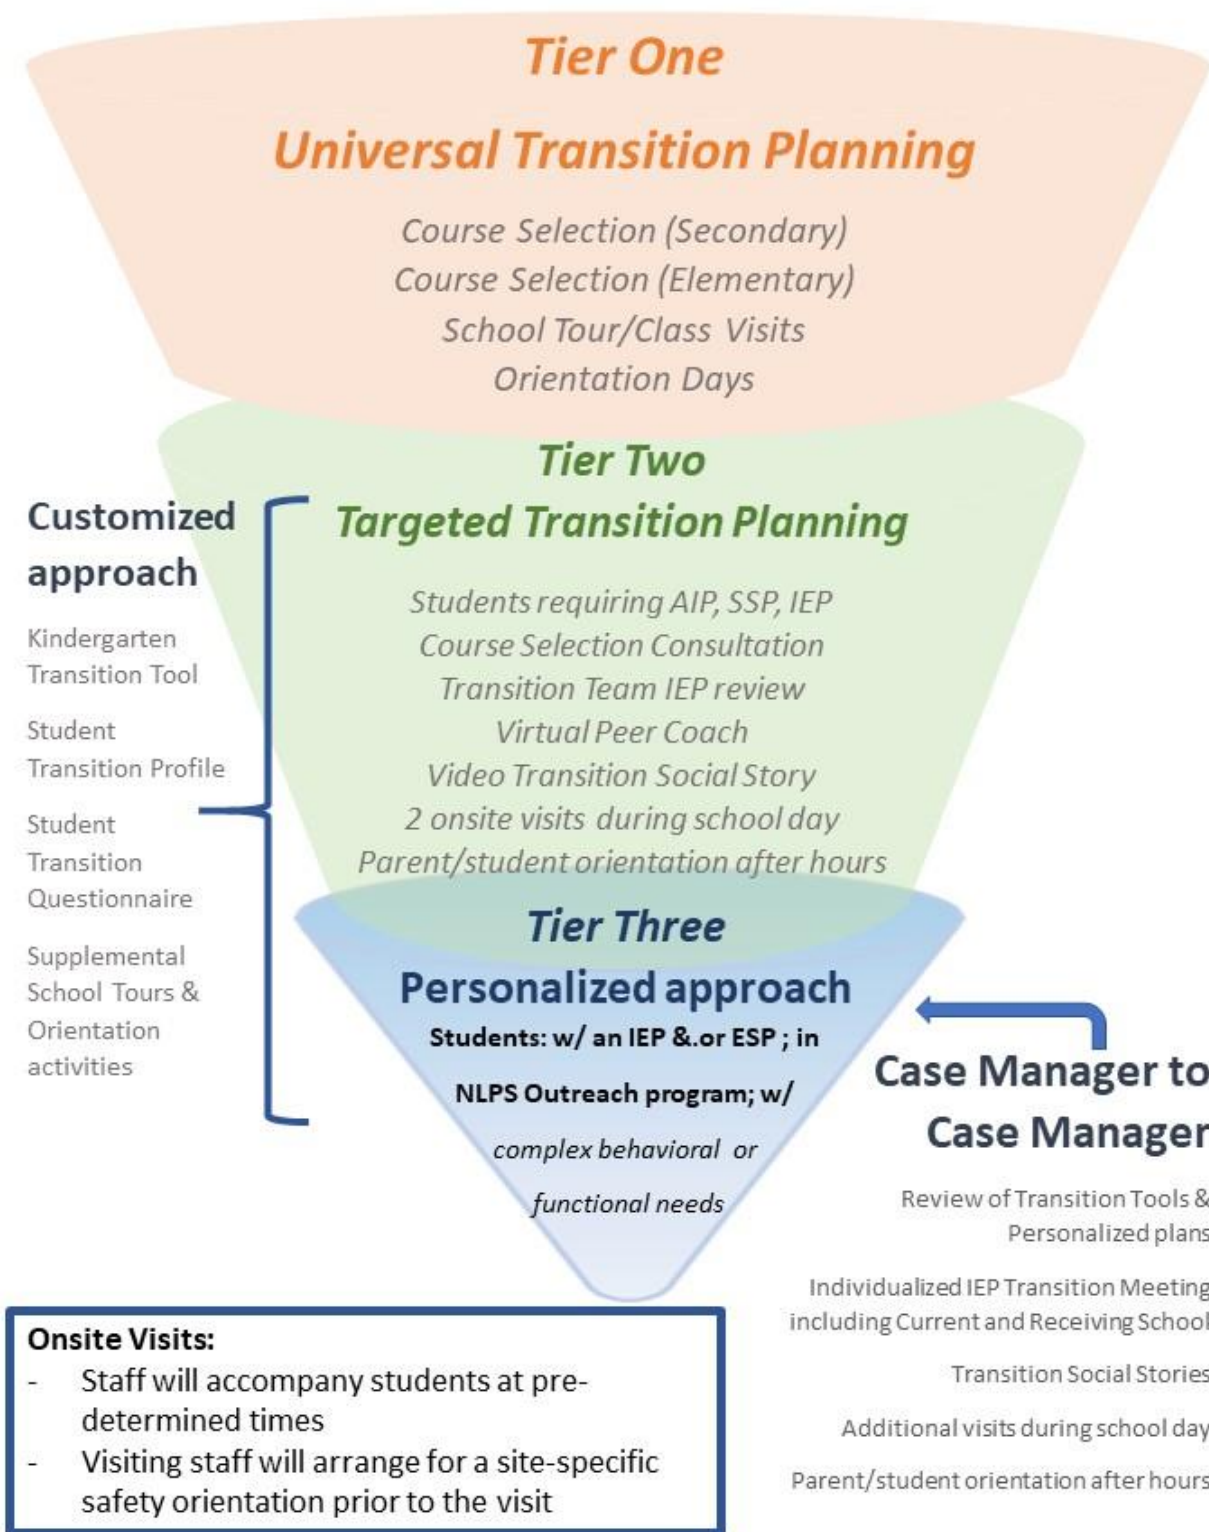 Tier One
Universal Transition Planning
Course Selection (Secondary)
Course Selection (Elementary)
School Tour/Class Visits
Orientation Days
Tier Two
Targeted Transition Planning
Students requiring AIP, SSP, IEP
Course Selection Consultation
Transition Team IEP review
Virtual Peer Coach
Video Transition Social Story
2 onsite visits during school day
Parent/student orientation after hours
Customized
approach
Kindergarten
Transition Tool
Student
Transition Profile
Student
Transition
Questionnaire
Supplemental
School Tours &
Orientation
activities
Tier Three
Personalized approach
Students: w/ an IEP &.or ESP ; in
NLPS Outreach program; w/
complex behavioral or
functional needs
Case Manager to
Case Manager
Review of Transition Tools &
Personalized plans
Individualized IEP Transition Meeting
including Current and Receiving School
Transition Social Stories
Additional visits during school day
Parent/student orientation after hours
Onsite Visits:
- Staff will accompany students at pre-
determined times
- Visiting staff will arrange for a site-specific
safety orientation prior to the visit